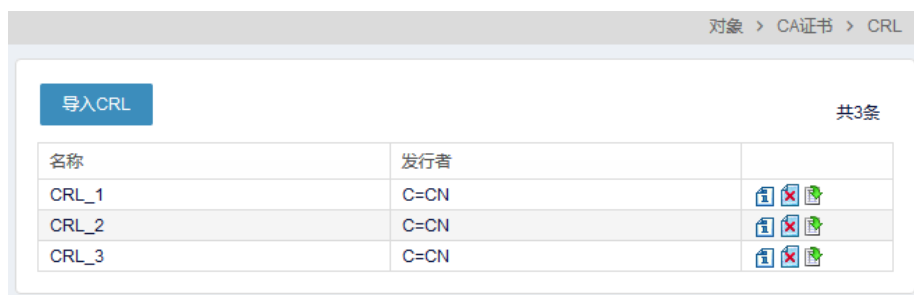 对象 > CA证书 > CRL
导入CRL
共3条
名称 发行者
CRL_1 C=CN
CRL_2 C=CN
CRL_3 C=CN